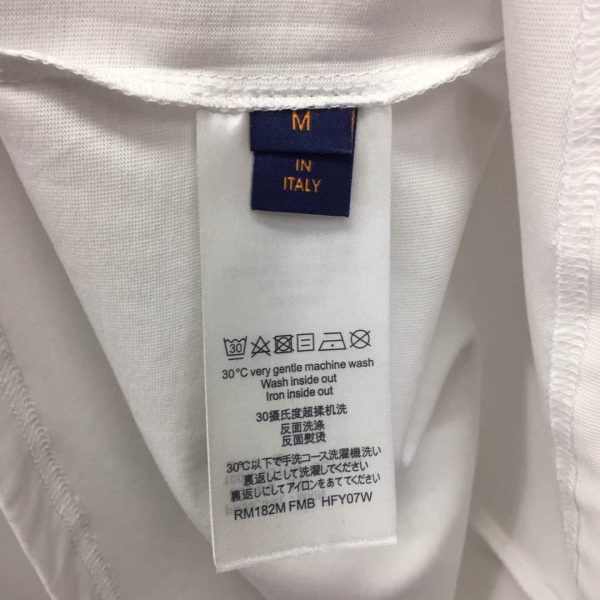 M
IN
ITALY
30
30°C very gentle machine wash
Wash inside out
Iron inside out
30摄氏度超揉机洗
反面洗涤
反面熨烫
30℃以下で手洗コース洗濯機洗い
裏返しにして洗濯してください
裏返しにしてアイロンをあててください
RM182M FMB HFY07W